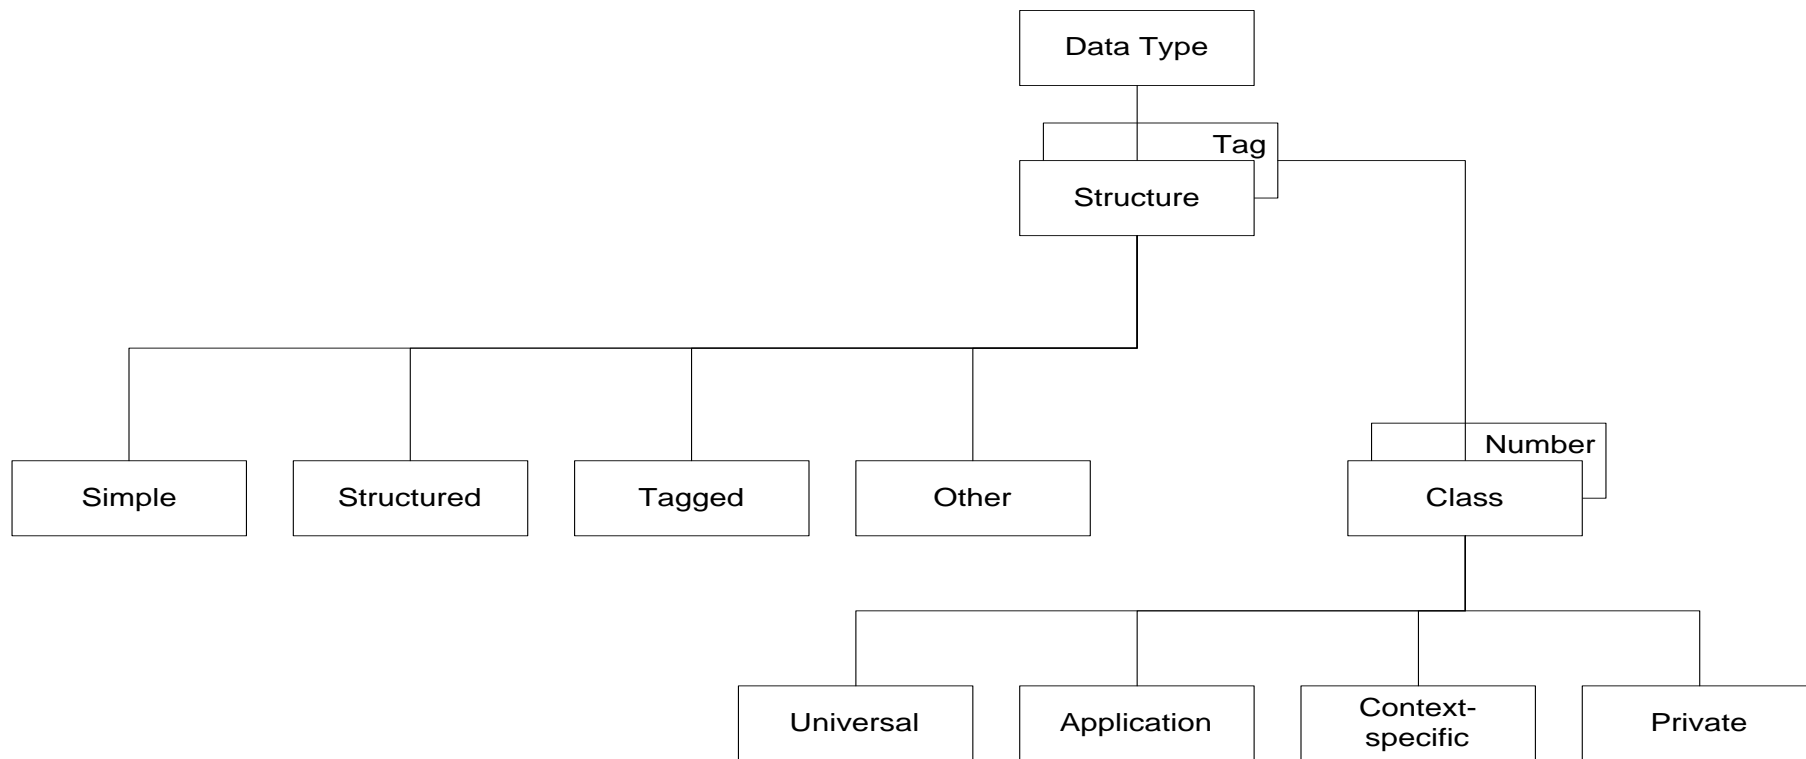 Data Type
Tag
Structure
Number
Simple
Structured
Tagged
Other
Class
Universal
Application
Context-
specific
Private